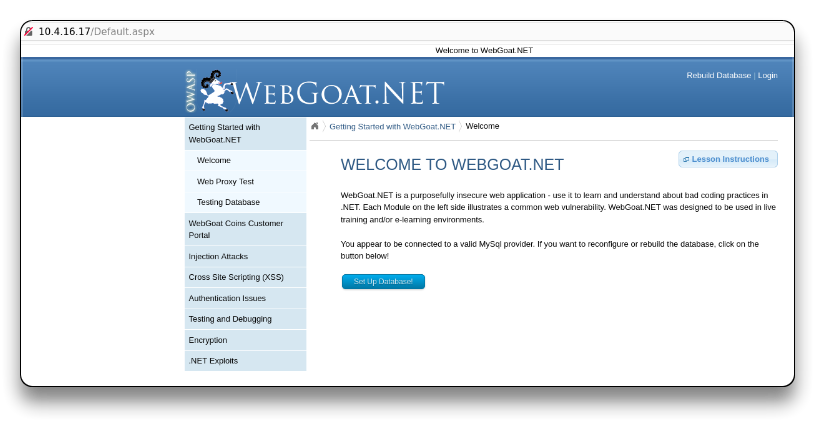 10.4.16.17/Default.aspx
Welcome to WebGoat.NET
OWASP WEBGOAT.NET
Rebuild Database | Login
Getting Started with
WebGoat.NET
Welcome
Web Proxy Test
Testing Database
WebGoat Coins Customer
Portal
Injection Attacks
Cross Site Scripting (XSS)
Authentication Issues
Testing and Debugging
Encryption
.NET Exploits
Getting Started with WebGoat.NET Welcome
WELCOME TO WEBGOAT.NET
Lesson Instructions
WebGoat.NET is a purposefully insecure web application - use it to learn and understand about bad coding practices in
.NET. Each Module on the left side illustrates a common web vulnerability. WebGoat.NET was designed to be used in live
training and/or e-learning environments.
You appear to be connected to a valid MySql provider. If you want to reconfigure or rebuild the database, click on the
button below!
Set Up Database!